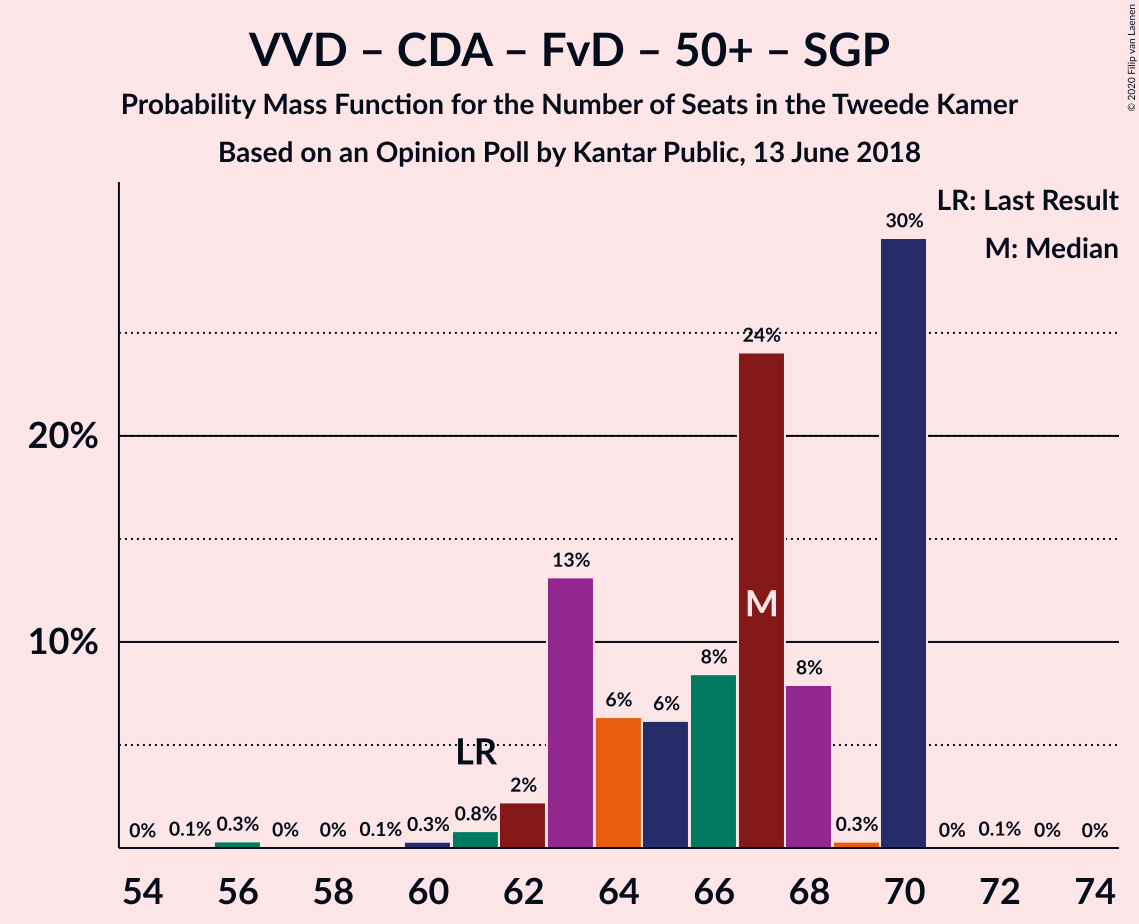 VVD – CDA – FvD – 50+ – SGP
Probability Mass Function for the Number of Seats in the Tweede Kamer
Based on an Opinion Poll by Kantar Public, 13 June 2018
© 2020 Filip van Laenen
LR: Last Result
M: Median
20%
10%
0% 0.1% 0.3% 0% 0% 0.1% 0.3% 0.8% 2% 13% 6% 6% 8% 24% 8% 0.3% 30% 0% 0.1% 0% 0%
LR
M
54 56 58 60 62 64 66 68 70 72 74